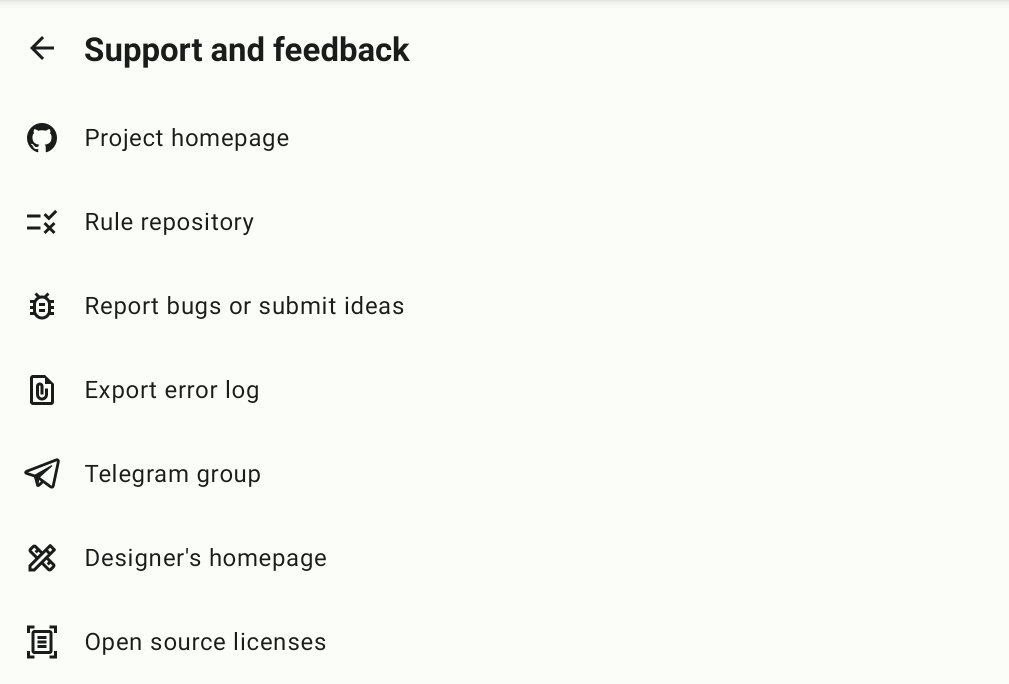 Support and feedback
Project homepage
Rule repository
Report bugs or submit ideas
Export error log
Telegram group
Designer's homepage
Open source licenses